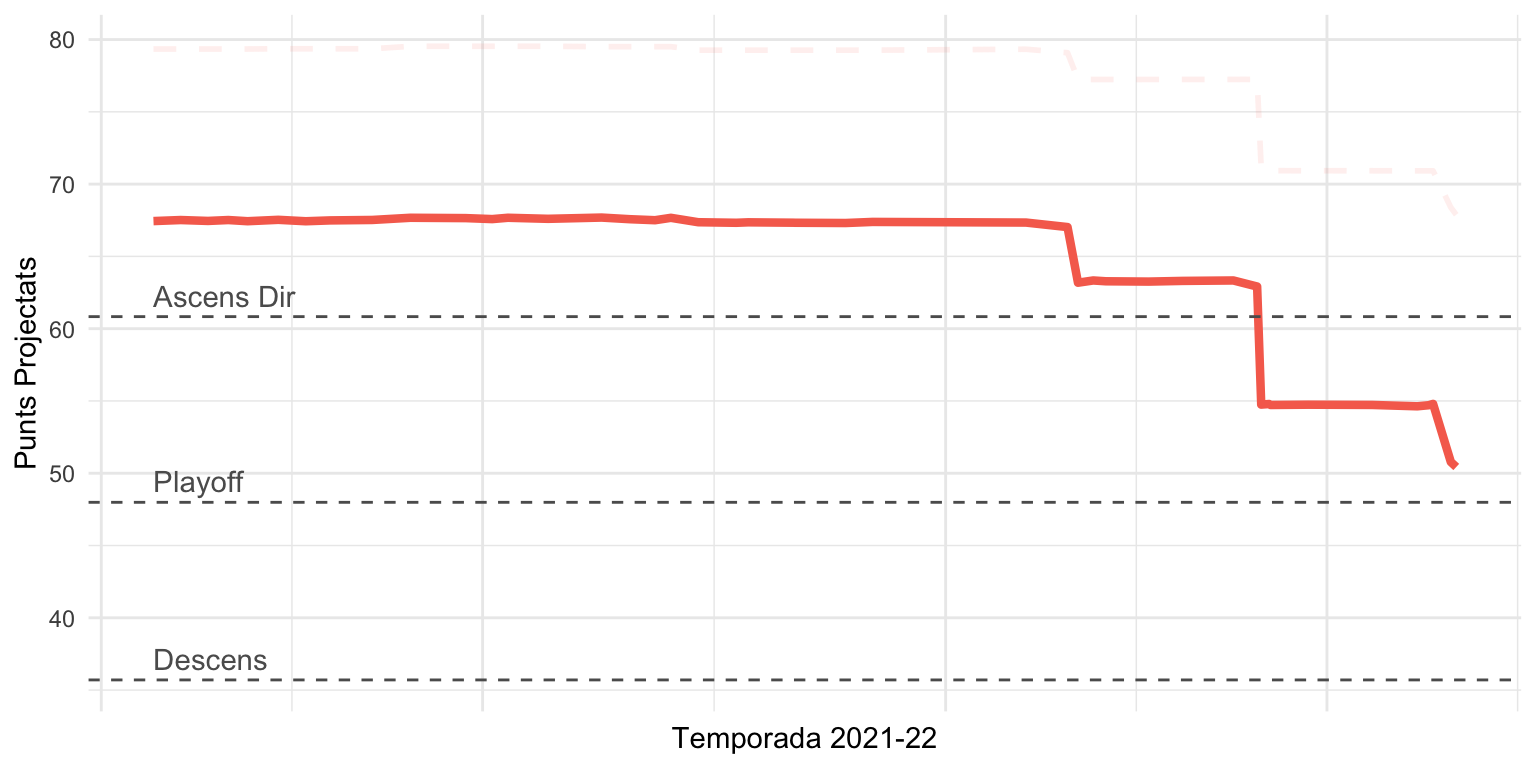 80
70
60
50
40
Punts Projectats
Ascens Dir
Playoff
Descens
Temporada 2021-22